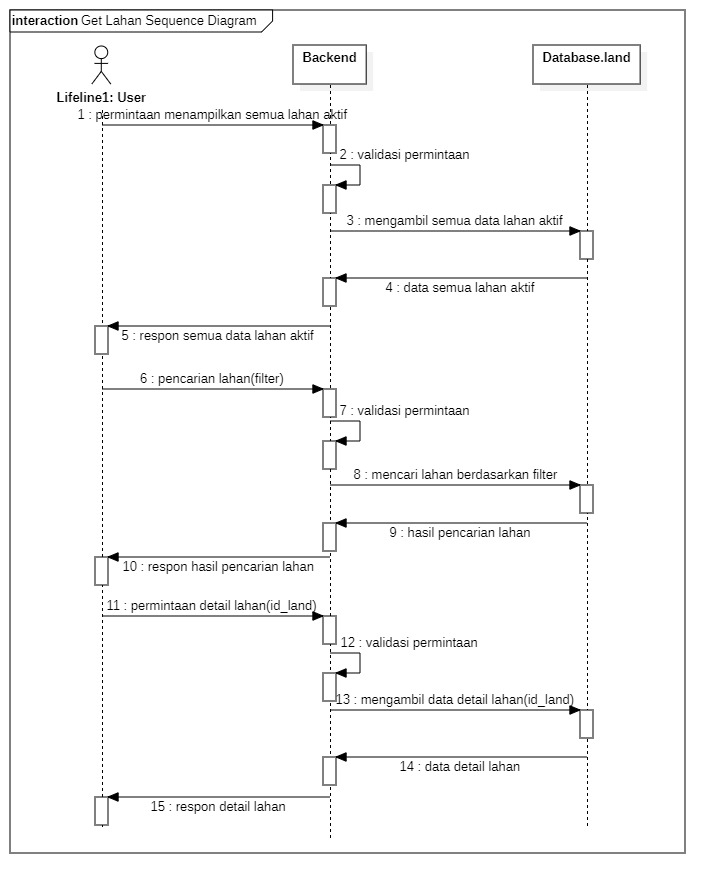 interaction Get Lahan Sequence Diagram
Backend
Database.land
Lifeline1: User
1 : permintaan menampilkan semua lahan aktif
2 : validasi permintaan
3 : mengambil semua data lahan aktif
4 : data semua lahan aktif
5 : respon semua data lahan aktif
6 : pencarian lahan(filter)
7 : validasi permintaan
8 : mencari lahan berdasarkan filter
9 : hasil pencarian lahan
10 : respon hasil pencarian lahan
11 : permintaan detail lahan(id_land)
12 : validasi permintaan
13 : mengambil data detail lahan(id_land)
14 : data detail lahan
15 : respon detail lahan